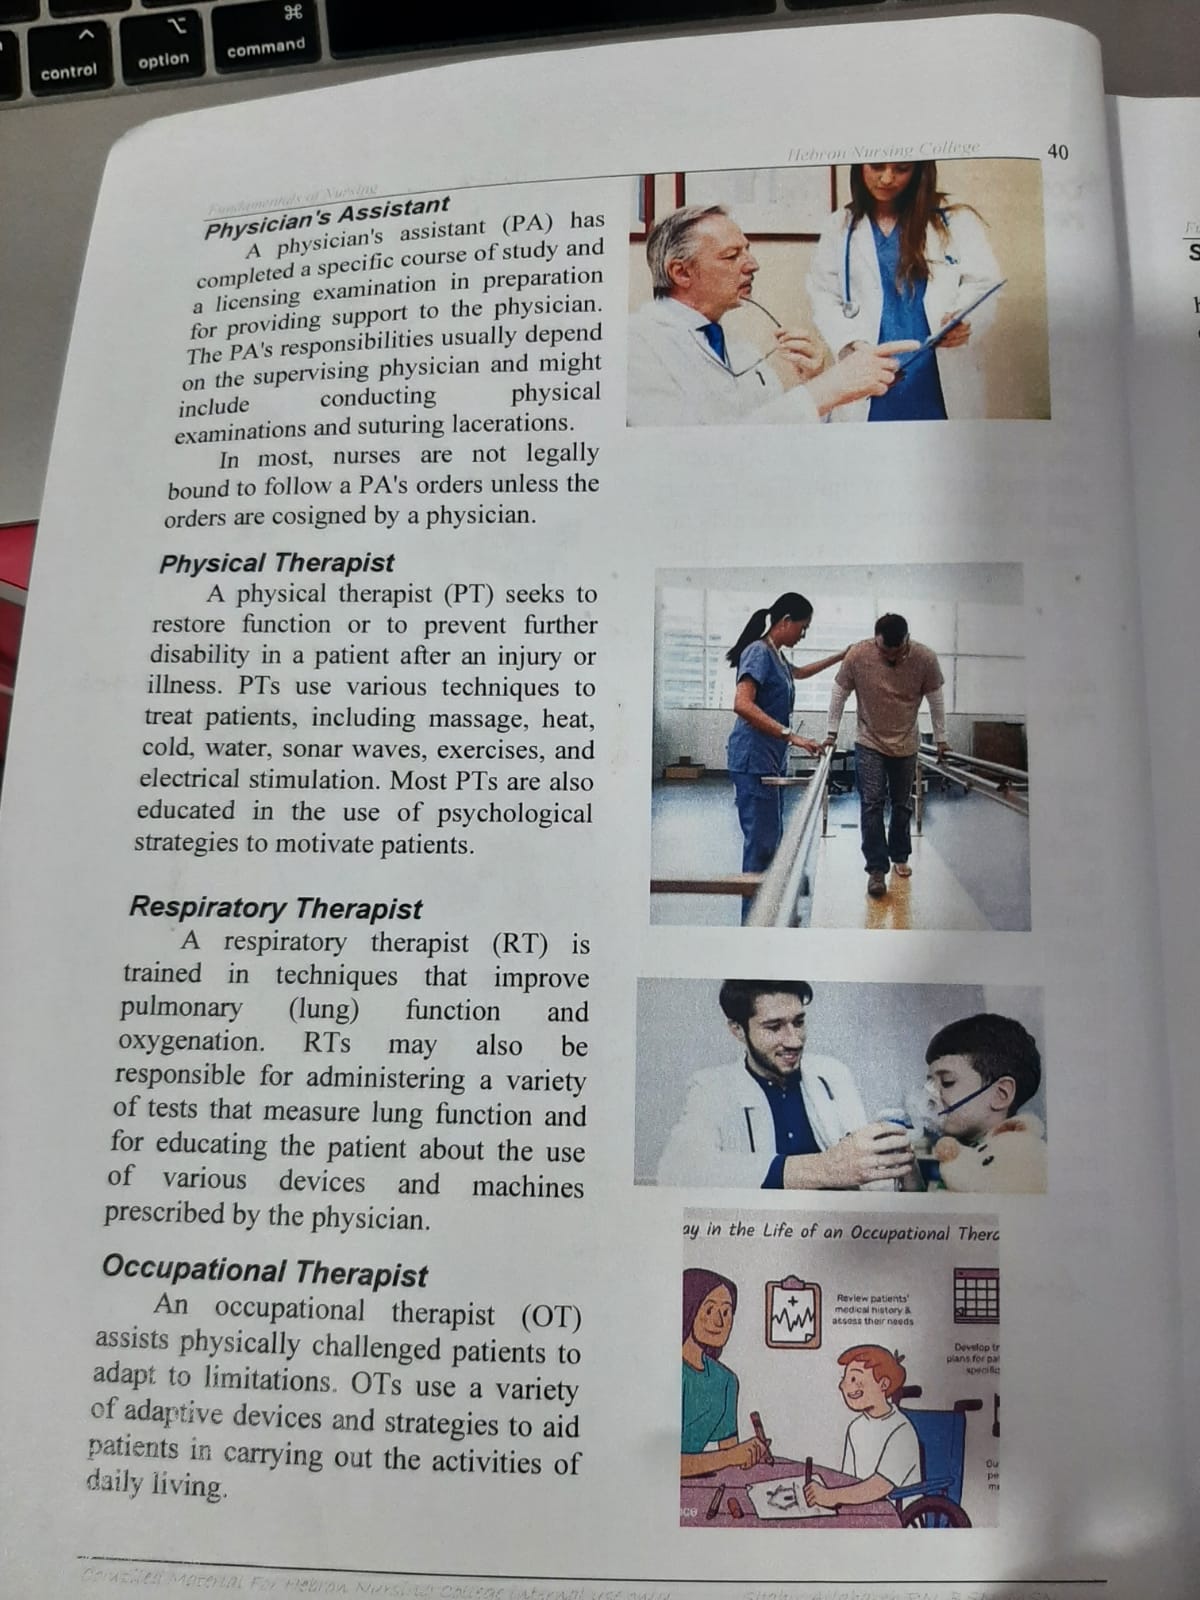 control
option
command
⌘
Fundamentals of Nursing
Hebron Nursing College
40
Physician's Assistant
A physician's assistant (PA) has
completed a specific course of study and
a licensing examination in preparation
for providing support to the physician.
The PA's responsibilities usually depend
on the supervising physician and might
include conducting physical
examinations and suturing lacerations.
In most, nurses are not legally
bound to follow a PA's orders unless the
orders are cosigned by a physician.
Physical Therapist
A physical therapist (PT) seeks to
restore function or to prevent further
disability in a patient after an injury or
illness. PTs use various techniques to
treat patients, including massage, heat,
cold, water, sonar waves, exercises, and
electrical stimulation. Most PTs are also
educated in the use of psychological
strategies to motivate patients.
Respiratory Therapist
A respiratory therapist (RT) is
trained in techniques that improve
pulmonary (lung) function and
oxygenation. RTs may also be
responsible for administering a variety
of tests that measure lung function and
for educating the patient about the use
of various devices and machines
prescribed by the physician.
Occupational Therapist
An occupational therapist (OT)
assists physically challenged patients to
adapt to limitations. OTs use a variety
of adaptive devices and strategies to aid
patients in carrying out the activities of
daily living.
ay in the Life of an Occupational Thera
Review patients'
medical history &
assess their needs
Develop tr
plans for pa
specific
Compiled Material For Hebron Nursing College internal use only